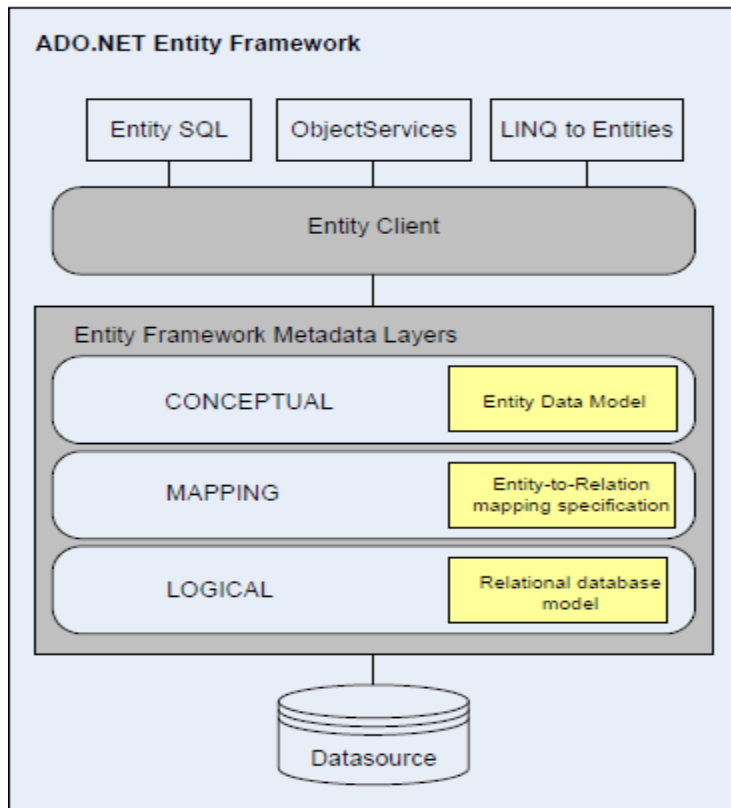 ADO.NET Entity Framework
Entity SQL
ObjectServices
LINQ to Entities
Entity Client
Entity Framework Metadata Layers
CONCEPTUAL
Entity Data Model
MAPPING
Entity-to-Relation
mapping specification
LOGICAL
Relational database
model
Datasource